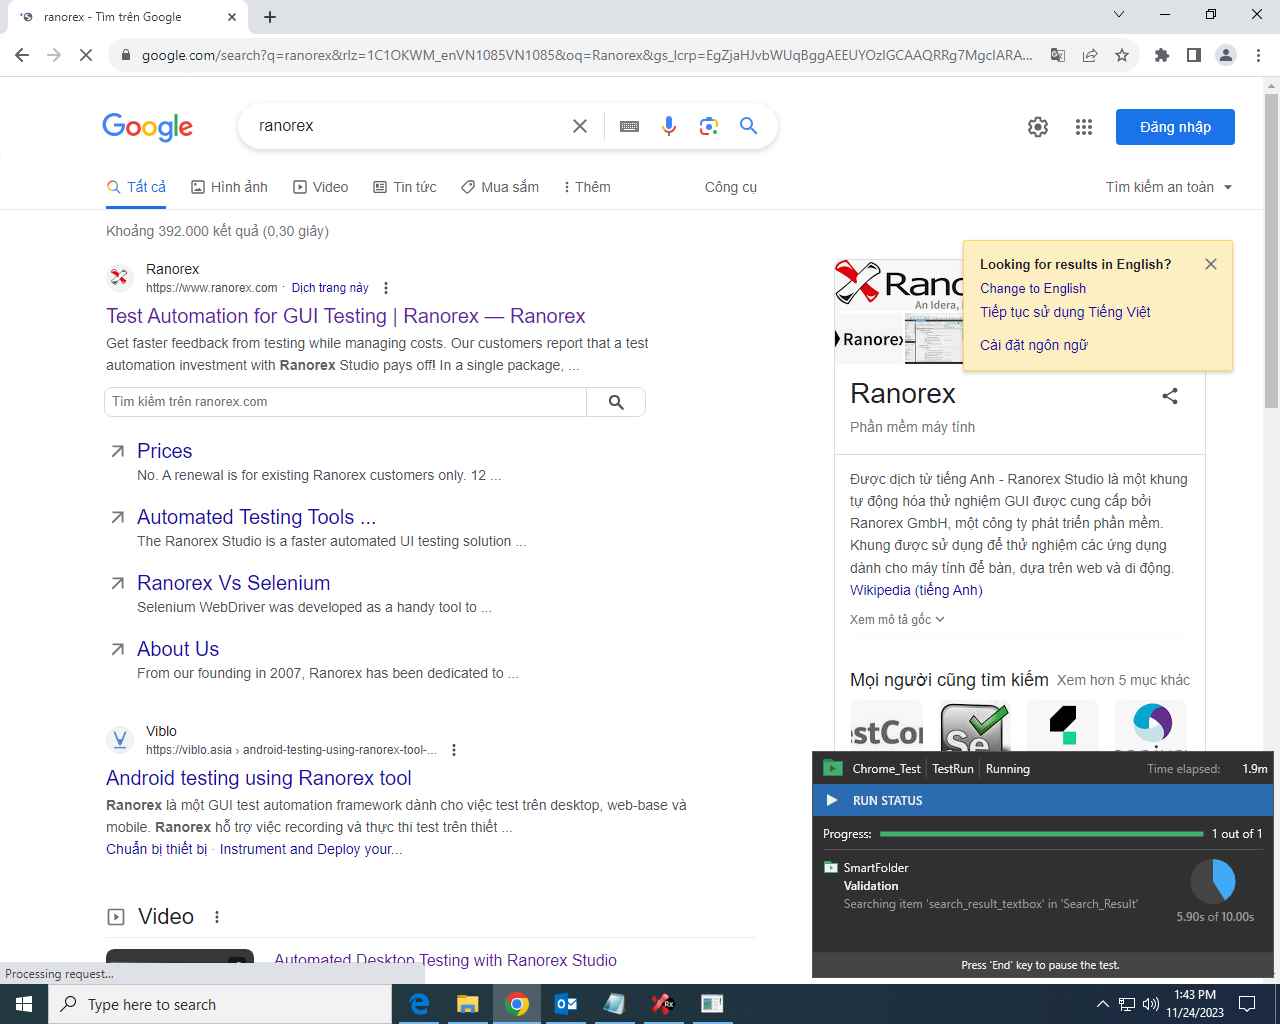 ranorex - Tìm trên Google
google.com/search?q=ranorex&rlz=1C1OKWM_enVN1085VN1085&oq=Ranorex&gs_lcrp=EgZjaHJvbWUqBggAEEUYOzIGCAAQRRg7MgcIARA...
Google
ranorex
Đăng nhập
Tất cả
Hình ảnh
Video
Tin tức
Mua sắm
Thêm
Công cụ
Tìm kiếm an toàn
Khoảng 392.000 kết quả (0,30 giây)
Ranorex
https://www.ranorex.com · Dịch trang này
Test Automation for GUI Testing | Ranorex — Ranorex
Get faster feedback from testing while managing costs. Our customers report that a test
automation investment with Ranorex Studio pays off! In a single package, ...
Tìm kiếm trên ranorex.com
Prices
No. A renewal is for existing Ranorex customers only. 12 ...
Automated Testing Tools ...
The Ranorex Studio is a faster automated UI testing solution ...
Ranorex Vs Selenium
Selenium WebDriver was developed as a handy tool to ...
About Us
From our founding in 2007, Ranorex has been dedicated to ...
Viblo
https://viblo.asia › android-testing-using-ranorex-tool-...
Android testing using Ranorex tool
Ranorex là một GUI test automation framework dành cho việc test trên desktop, web-base và
mobile. Ranorex hỗ trợ việc recording và thực thi test trên thiết ...
Chuẩn bị thiết bị · Instrument and Deploy your...
Video
Automated Desktop Testing with Ranorex Studio
Looking for results in English?
Change to English
Tiếp tục sử dụng Tiếng Việt
Cài đặt ngôn ngữ
An Idera,
Ranorex
Ranorex
Phần mềm máy tính
Được dịch từ tiếng Anh - Ranorex Studio là một khung
tự động hóa thử nghiệm GUI được cung cấp bởi
Ranorex GmbH, một công ty phát triển phần mềm.
Khung được sử dụng để thử nghiệm các ứng dụng
dành cho máy tính để bàn, dựa trên web và di động.
Wikipedia (tiếng Anh)
Xem mô tả gốc
Mọi người cũng tìm kiếm
Xem hơn 5 mục khác
estCor
Se
Chrome_Test
TestRun
Running
Time elapsed:
1.9m
RUN STATUS
Progress:
1 out of 1
SmartFolder
Validation
Searching item 'search_result_textbox' in 'Search_Result'
5.90s of 10.00s
Press 'End' key to pause the test.
Processing request...
Type here to search
1:43 PM
11/24/2023